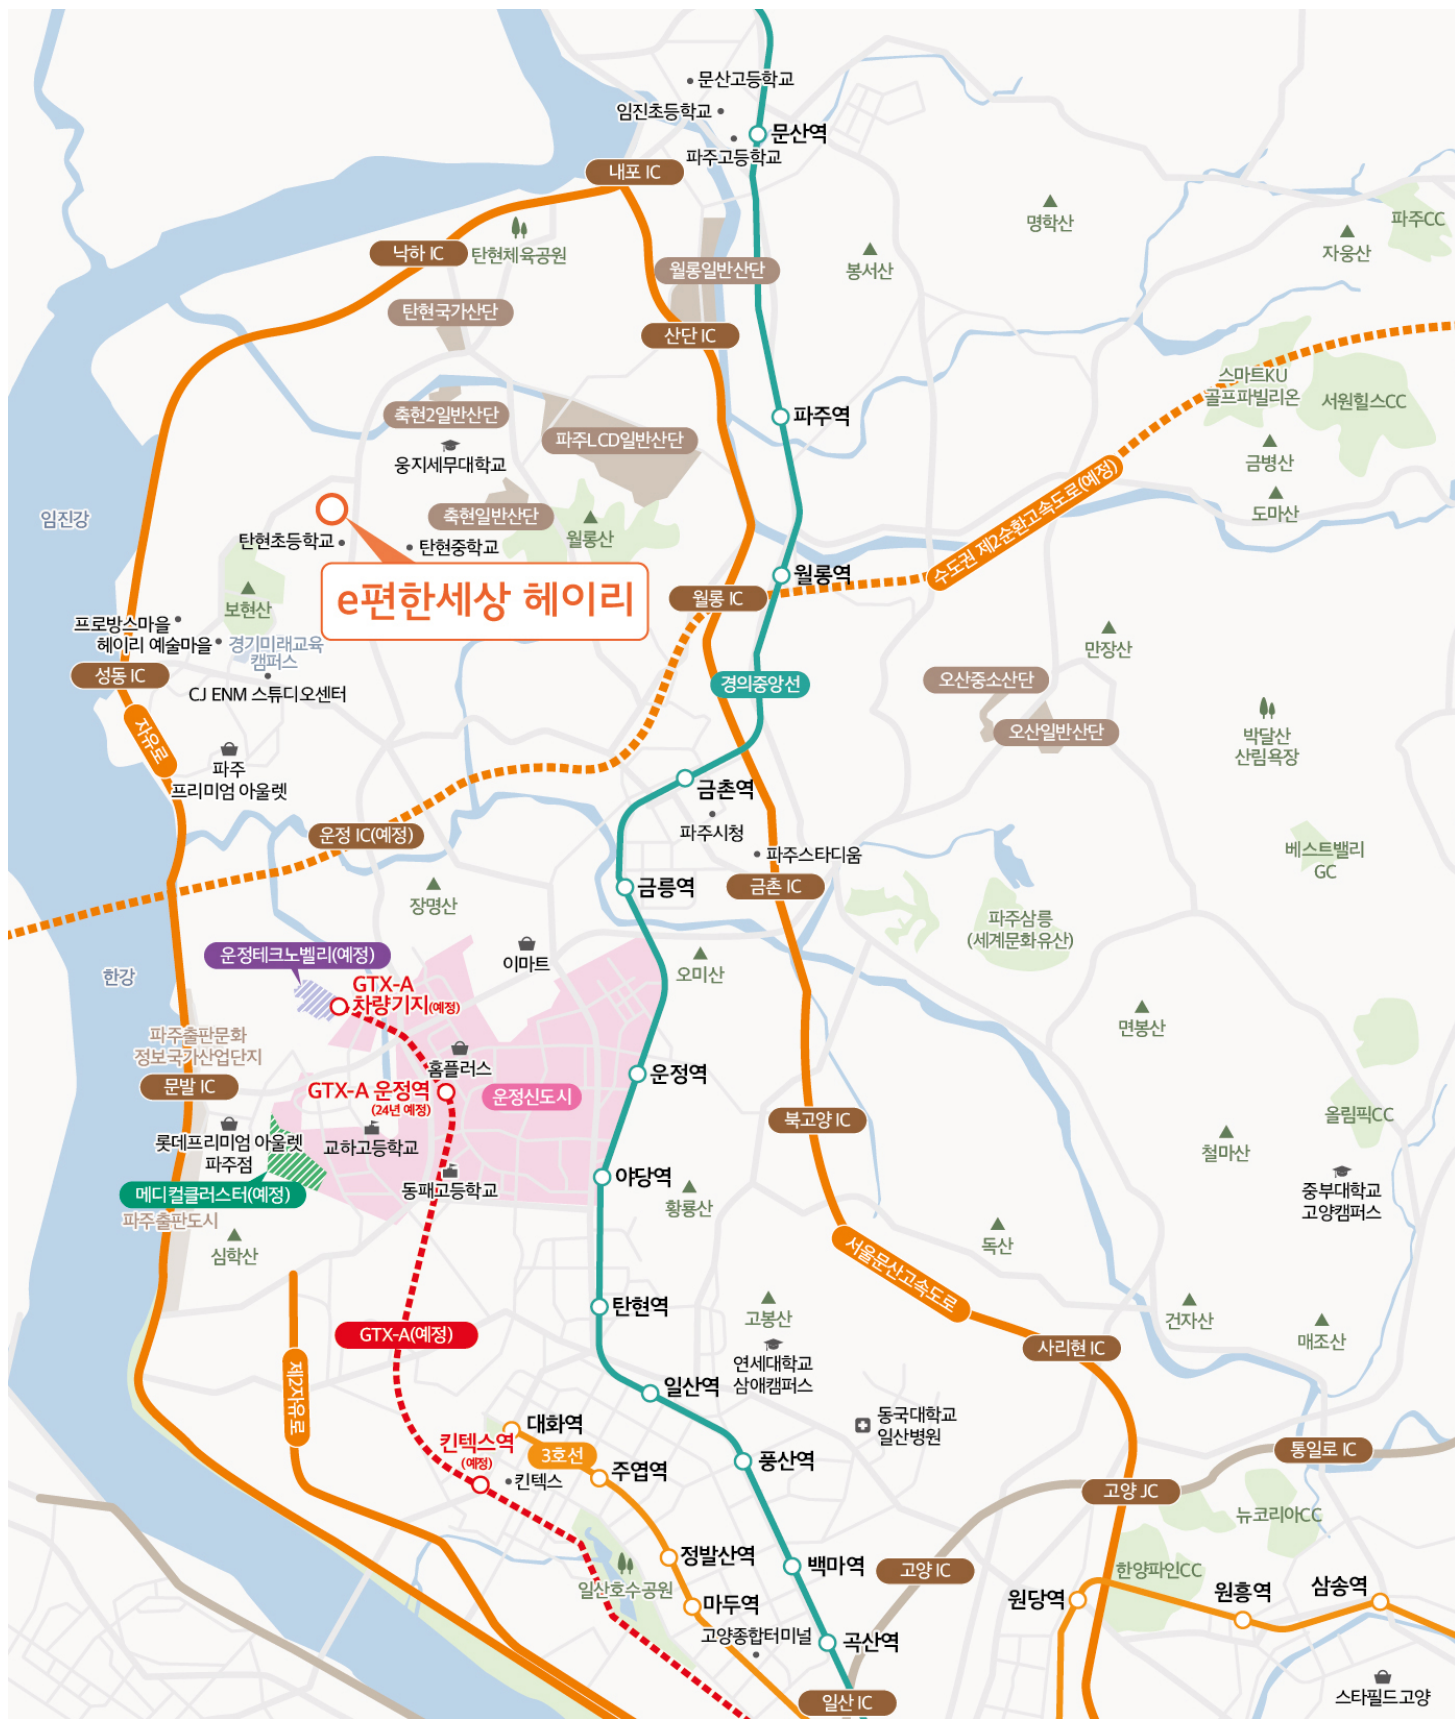 문산고등학교
임진초등학교
문산역
파주고등학교
내포 IC
명학산
파주CC
낙하 IC
탄현체육공원
월롱일반산단
봉서산
자웅산
탄현국가산단
산단 IC
스마트KU
골프파빌리온
서원힐스CC
축현2일반산단
파주역
파주LCD일반산단
웅지세무대학교
금병산
수도권 제2순환고속도로(예정)
임진강
축현일반산단
도마산
탄현초등학교
탄현중학교
월롱산
월롱역
e편한세상 헤이리
월롱 IC
보현산
프로방스마을
헤이리 예술마을
경기미래교육
캠퍼스
만장산
성동 IC
CJ ENM 스튜디오센터
경의중앙선
오산중소산단
자유로
오산일반산단
박달산
산림욕장
파주
프리미엄 아울렛
금촌역
파주시청
운정 IC(예정)
파주스타디움
베스트밸리
GC
금촌 IC
금릉역
장명산
파주삼릉
(세계문화유산)
운정테크노벨리(예정)
이마트
오미산
한강
GTX-A
차량기지(예정)
면봉산
파주출판문화
정보국가산업단지
홈플러스
운정역
문발 IC
GTX-A 운정역
(24년 예정)
운정신도시
북고양 IC
올림픽CC
롯데프리미엄 아울렛
파주점
교하고등학교
철마산
메디컬클러스터(예정)
동패고등학교
야당역
황룡산
중부대학교
고양캠퍼스
파주출판도시
심학산
독산
서울문산고속도로
탄현역
고봉산
건자산
매조산
GTX-A(예정)
사리현 IC
연세대학교
삼애캠퍼스
제2자유로
일산역
대화역
동국대학교
일산병원
킨텍스역
(예정)
3호선
주엽역
풍산역
통일로 IC
킨텍스
고양 JC
뉴코리아CC
정발산역
백마역
고양 IC
한양파인CC
일산호수공원
마두역
원당역
원흥역
삼송역
고양종합터미널
곡산역
일산 IC
스타필드고양